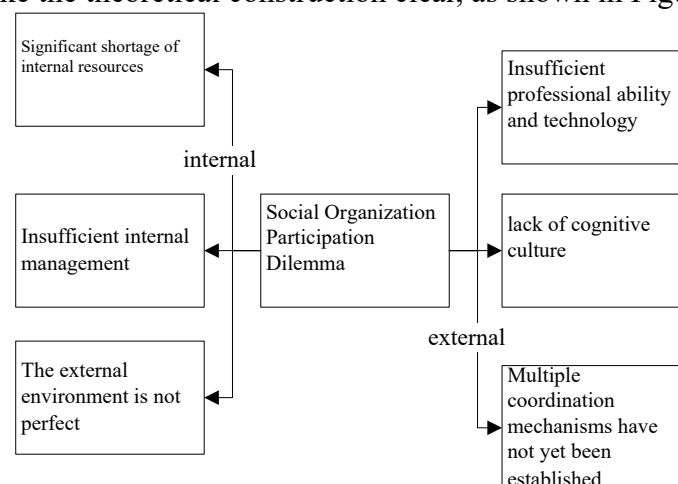 the theoretical construction clear, as shown in
Significant shortage of
internal resources
Insufficient
professional ability
and technology
internal
Insufficient internal
management
Social Organization
Participation
Dilemma
lack of cognitive
culture
external
The external
environment is not
perfect
Multiple
coordination
mechanisms have
not yet been
established